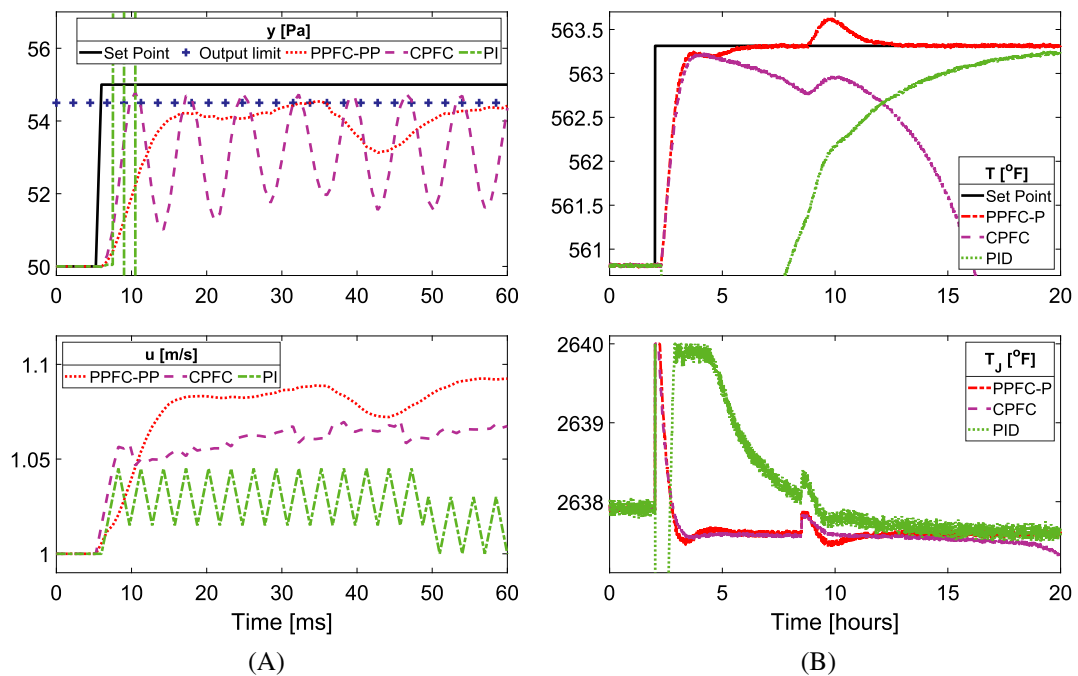 y [Pa]
Set Point Output limit PPFC-PP CPFC PI
56
54
52
50
0 10 20 30 40 50 60
u [m/s]
PPFC-PP CPFC PI
1.1
1.05
1
0 10 20 30 40 50 60
Time [ms]
(A)
563.5
563
562.5
562
561.5
561
T [°F]
Set Point
PPFC-P
CPFC
PID
0 5 10 15 20
2640
2639
2638
T_J [°F]
PPFC-P
CPFC
PID
0 5 10 15 20
Time [hours]
(B)